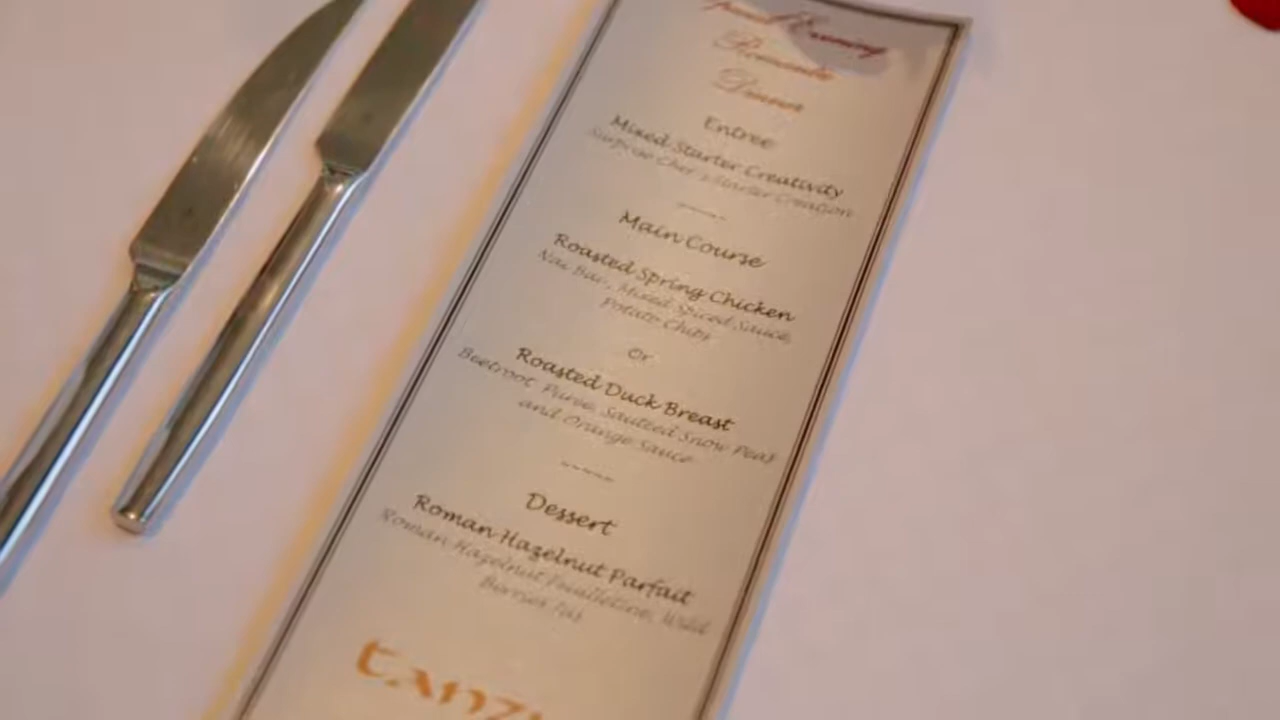 Evening
Romantic
Dinner
Entree
Mixed Starter Creativity
Surprise Chef's Starter Creation
~~~~~
Main Course
Roasted Spring Chicken
Mixed Spiced Sauce,
Potato Chips
Or
Roasted Duck Breast
Beetroot Puree, Sautéed Snow Peas
and Orange Sauce
~~~~~
Dessert
Roman Hazelnut Parfait
Roman Hazelnut Feuilletine, Wild